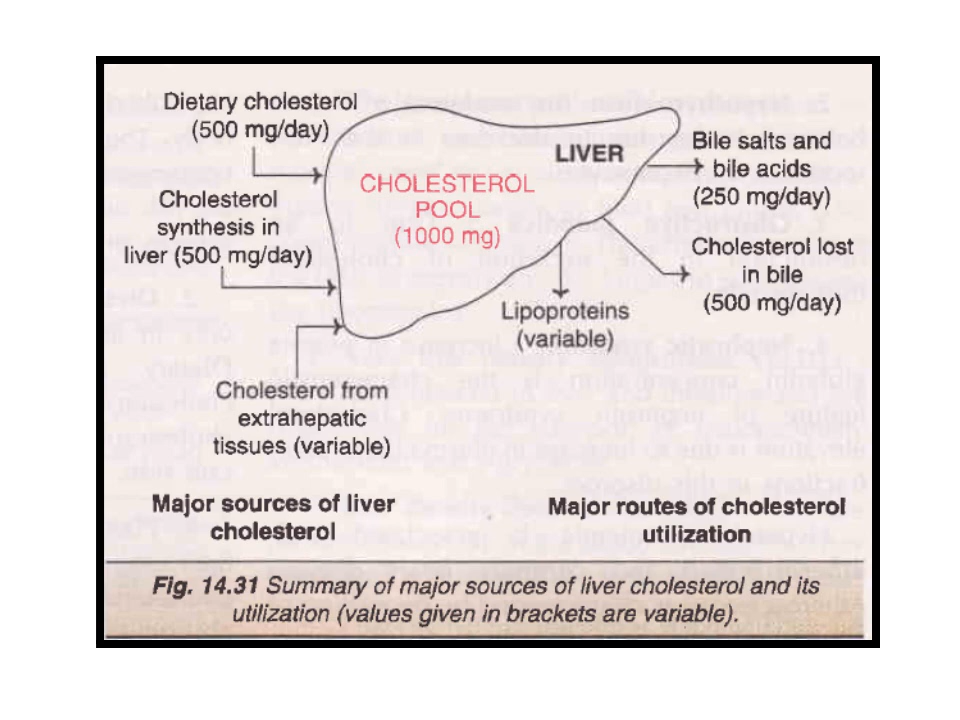 Dietary cholesterol
(500 mg/day)
LIVER
Bile salts and
bile acids
(250 mg/day)
CHOLESTEROL
POOL
(1000 mg)
Cholesterol
synthesis in
liver (500 mg/day)
Cholesterol lost
in bile
(500 mg/day)
Lipoproteins
(variable)
Cholesterol from
extrahepatic
tissues (variable)
Major sources of liver
cholesterol
Major routes of cholesterol
utilization
Fig. 14.31 Summary of major sources of liver cholesterol and its
utilization (values given in brackets are variable).